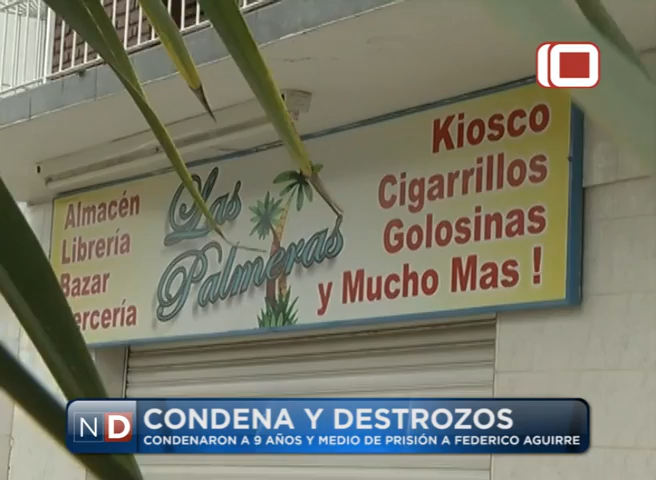 Almacén
Librería
Bazar
ercería
Las
Palmeras
Kiosco
Cigarrillos
Golosinas
y Mucho Mas !
ND
CONDENA Y DESTROZOS
CONDENARON A 9 AÑOS Y MEDIO DE PRISIÓN A FEDERICO AGUIRRE